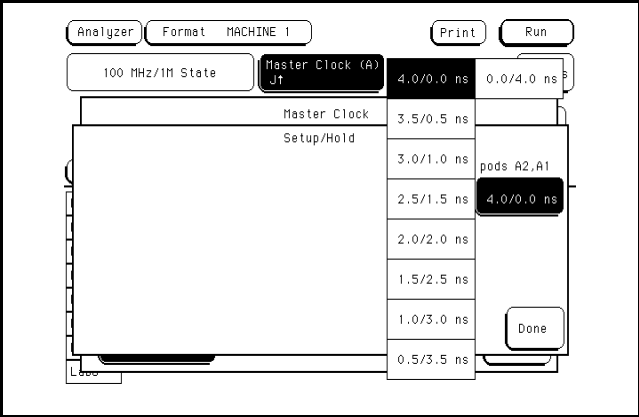 Analyzer Format MACHINE 1 Print Run
100 MHz/1M State Master Clock (A)
J↑
4.0/0.0 ns 0.0/4.0 ns
Master Clock
3.5/0.5 ns
Setup/Hold
3.0/1.0 ns
pods A2,A1
2.5/1.5 ns 4.0/0.0 ns
2.0/2.0 ns
1.5/2.5 ns
1.0/3.0 ns Done
0.5/3.5 ns